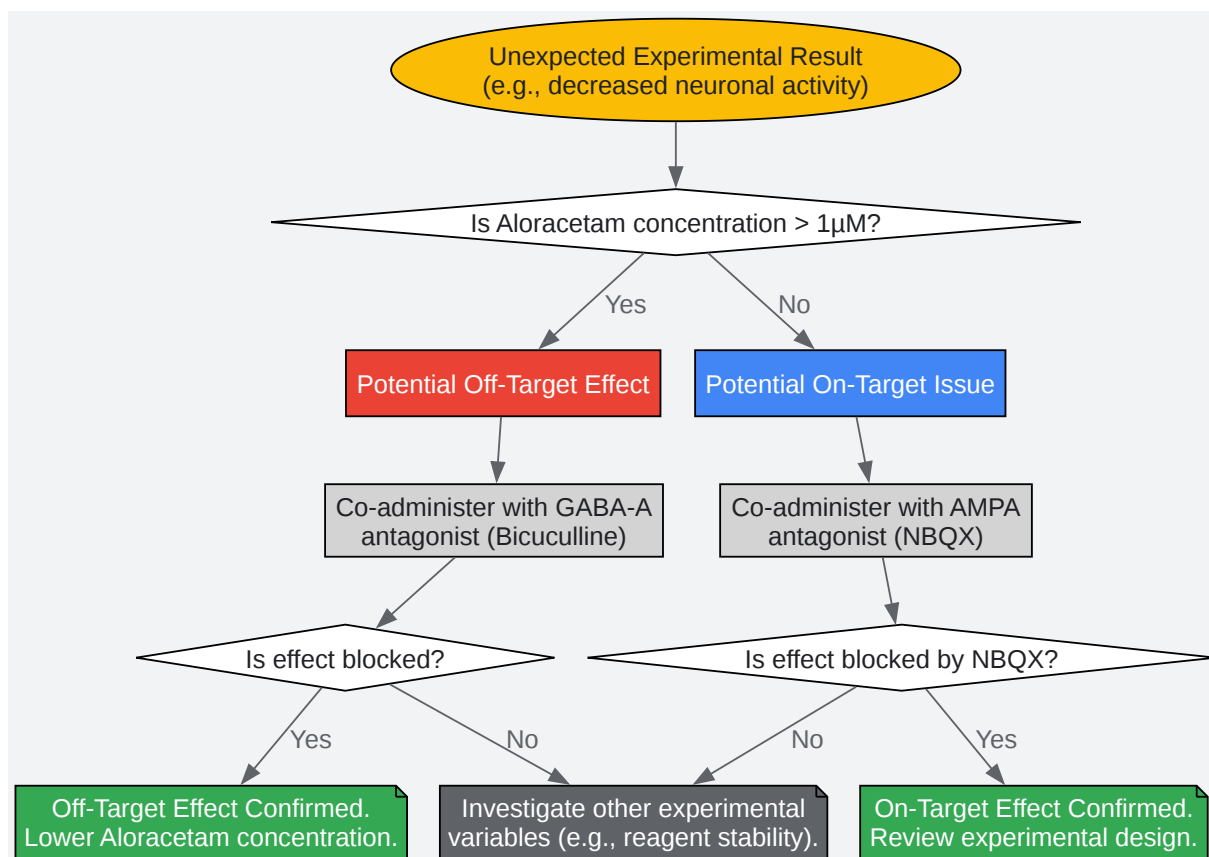 Unexpected Experimental Result
(e.g., decreased neuronal activity)
Is Aloracetam concentration > 1µM?
Yes
No
Potential Off-Target Effect
Potential On-Target Issue
Co-administer with GABA-A
antagonist (Bicuculline)
Co-administer with AMPA
antagonist (NBQX)
Is effect blocked?
Is effect blocked by NBQX?
Yes
No
No
Yes
Off-Target Effect Confirmed.
Lower Aloracetam concentration.
Investigate other experimental
variables (e.g., reagent stability).
On-Target Effect Confirmed.
Review experimental design.